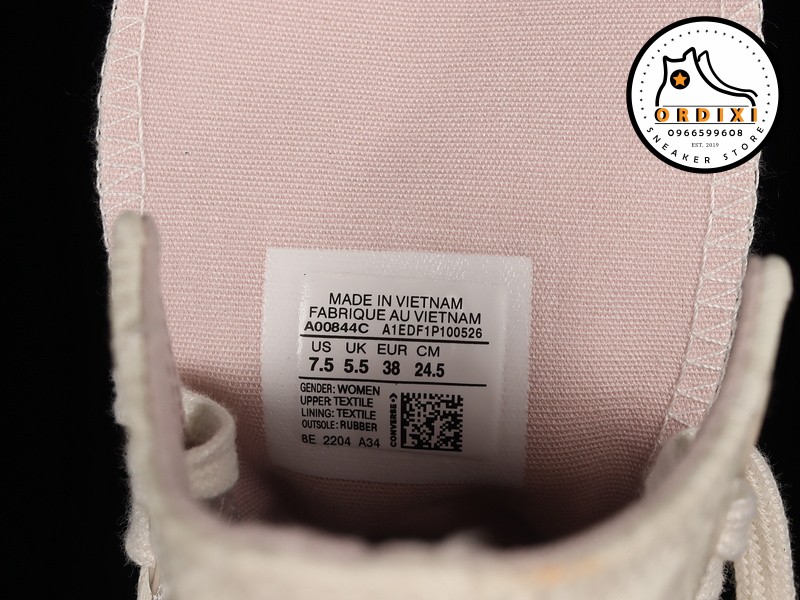 ORDIXI
0966599608
EST. 2019
SNEAKER STORE
MADE IN VIETNAM
FABRIQUE AU VIETNAM
A00844C A1EDF1P100526
US UK EUR CM
7.5 5.5 38 24.5
GENDER: WOMEN
UPPER: TEXTILE
LINING: TEXTILE
OUTSOLE: RUBBER
8E 2204 A34
CONVERSE